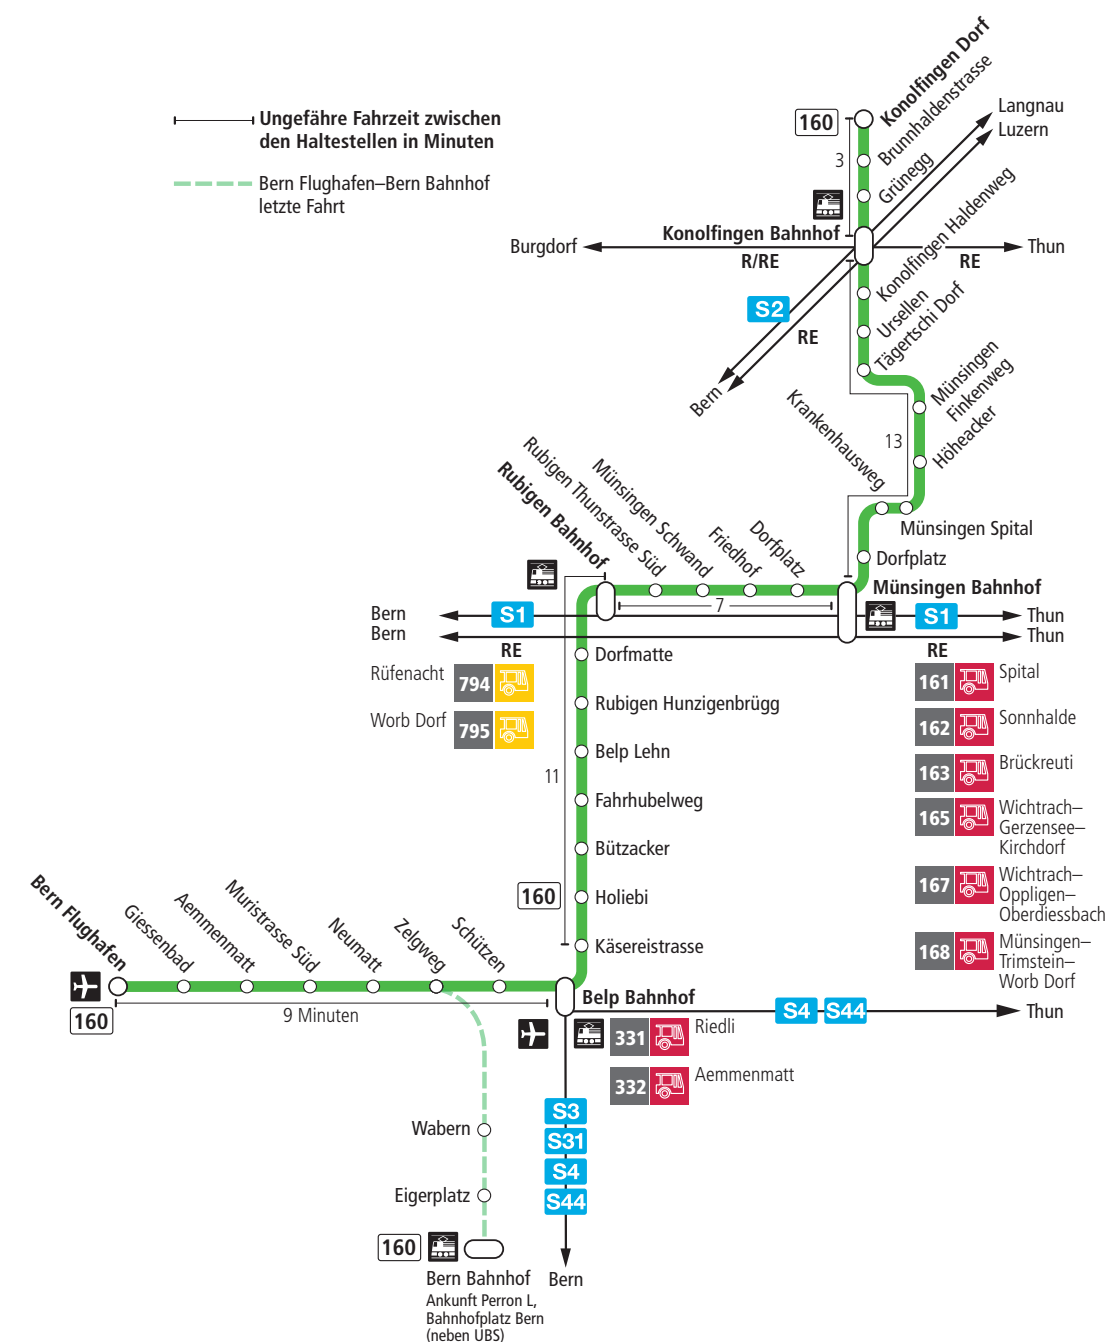 Ungefähre Fahrzeit zwischen
den Haltestellen in Minuten
Bern Flughafen–Bern Bahnhof
letzte Fahrt
160
Konolfingen Dorf
Brunnhaldenstrasse
Grünegg
3
Langnau
Luzern
Konolfingen Bahnhof
Burgdorf
R/RE
RE
Thun
S2
RE
Bern
Konolfingen Haldenweg
Ursellen
Tägertschi Dorf
Münsingen
Finkenweg
Höheacker
13
Krankenhausweg
Münsingen Spital
Dorfplatz
Münsingen Bahnhof
Dorfplatz
Friedhof
Münsingen Schwand
Rubigen Thunstrasse Süd
Rubigen Bahnhof
7
Bern
S1
S1
Thun
Bern
Thun
RE
RE
Rüfenacht
794
Worb Dorf
795
161
Spital
162
Sonnhalde
163
Brückreuti
165
Wichtrach–
Gerzensee–
Kirchdorf
167
Wichtrach–
Oppligen–
Oberdiessbach
168
Münsingen–
Trimstein–
Worb Dorf
Dorfmatte
Rubigen Hunzigenbrügg
Belp Lehn
11
Fahrhubelweg
Bützacker
160
Holiebi
Käsereistrasse
Bern Flughafen
Giessenbad
Aemmenmatt
Muristrasse Süd
Neumatt
Zelgweg
Schützen
Belp Bahnhof
160
9 Minuten
S4
S44
Thun
331
Riedli
332
Aemmenmatt
S3
S31
S4
S44
Bern
Wabern
Eigerplatz
160
Bern Bahnhof
Ankunft Perron L,
Bahnhofplatz Bern
(neben UBS)